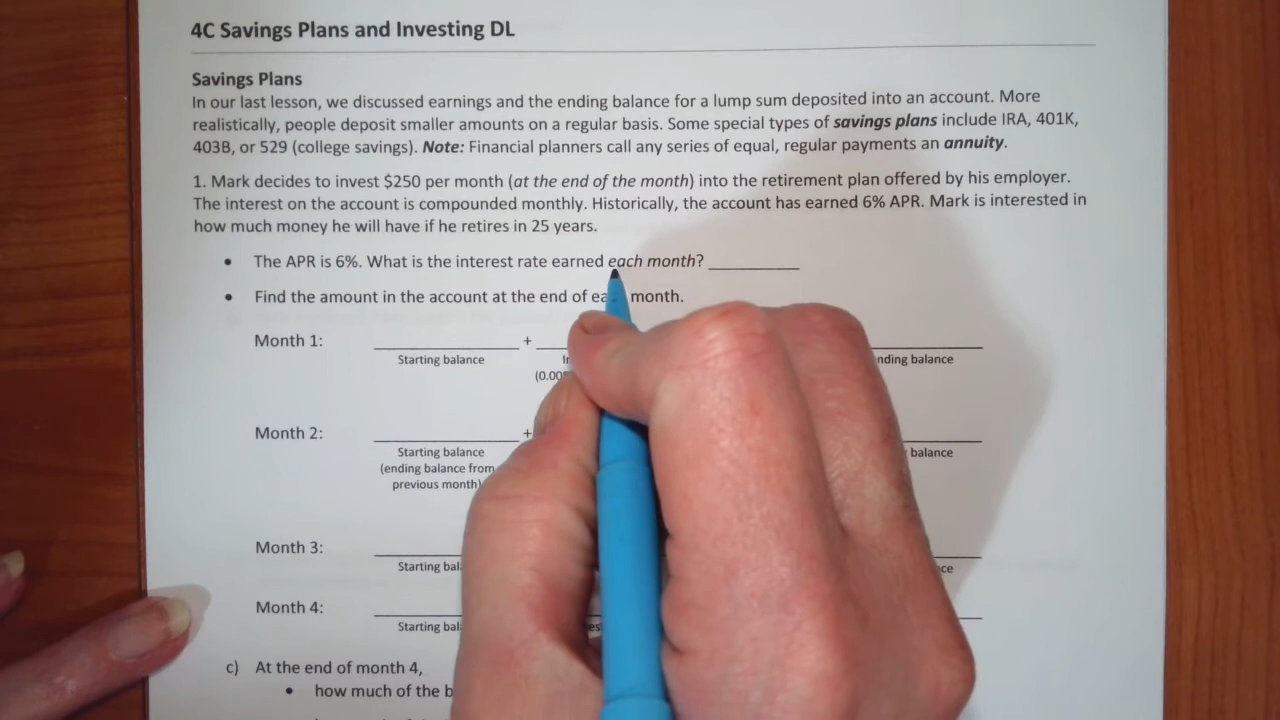 4C Savings Plans and Investing DL
Savings Plans
In our last lesson, we discussed earnings and the ending balance for a lump sum deposited into an account. More
realistically, people deposit smaller amounts on a regular basis. Some special types of savings plans include IRA, 401K,
403B, or 529 (college savings). Note: Financial planners call any series of equal, regular payments an annuity.
1. Mark decides to invest $250 per month (at the end of the month) into the retirement plan offered by his employer.
The interest on the account is compounded monthly. Historically, the account has earned 6% APR. Mark is interested in
how much money he will have if he retires in 25 years.
• The APR is 6%. What is the interest rate earned each month? __________
• Find the amount in the account at the end of month.
Month 1: ________________ + ________________
Starting balance balance
Month 2: ________________ + ________________
Starting balance balance
(ending balance from
previous month)
Month 3: ________________
Starting
Month 4: ________________
Starting
c) At the end of month 4,
• how much of the